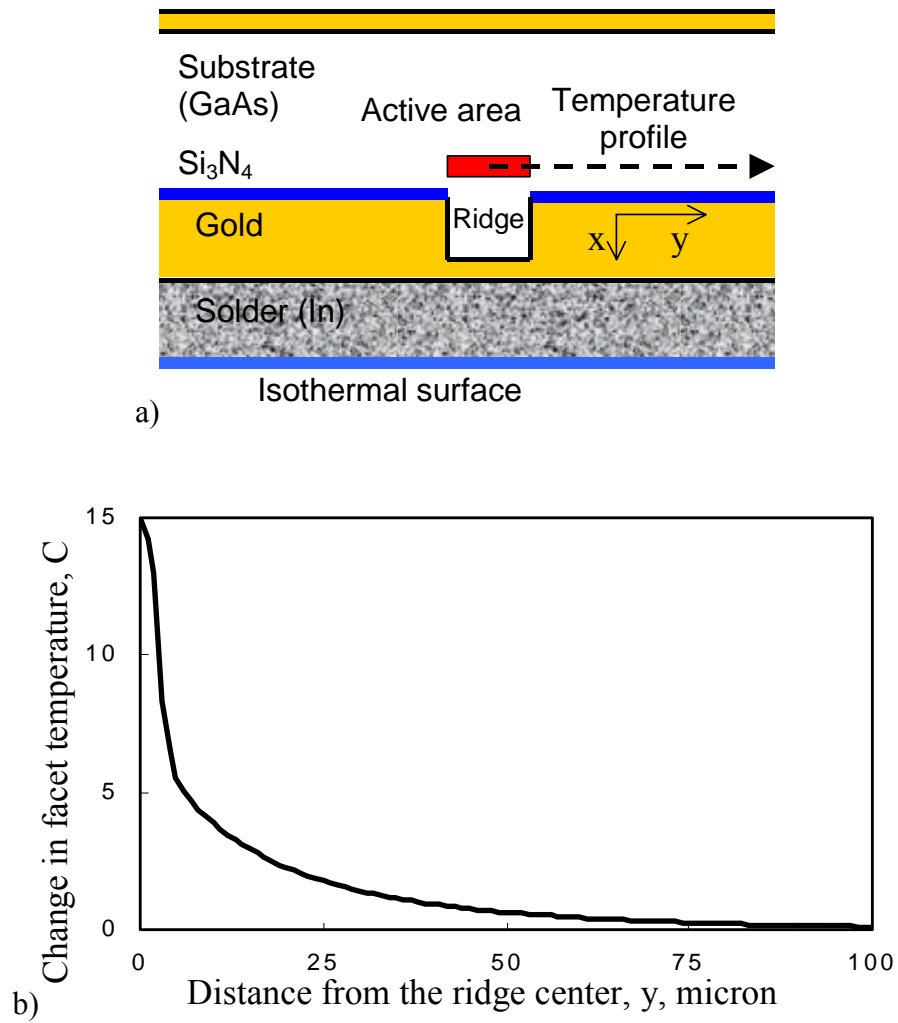 Substrate
(GaAs)
Active area
Temperature
profile
Si₃N₄
Gold
Ridge
x
y
Solder (In)
Isothermal surface
a)
15
10
5
0
Change in facet temperature, C
0
25
50
75
100
Distance from the ridge center, y, micron
b)